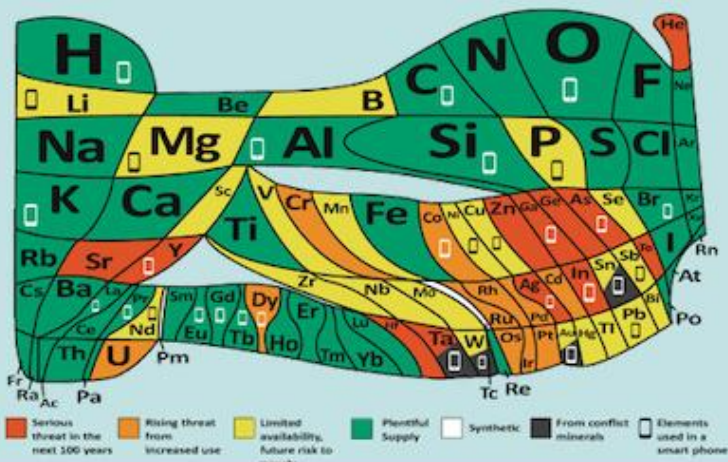 H He
Li Be B C N O F Ne
Na Mg Al Si P S Cl Ar
K Ca Sc Ti V Cr Mn Fe Co Ni Cu Zn Ga Ge As Se Br Kr
Rb Sr Y Zr Nb Mo Rh Ag Cd In Sn Sb Te I Xe
Cs Ba La Pr Sm Gd Dy Er Lu Hf Ta W Ru Pd
Ce Nd Eu Tb Ho Tm Yb Os Ir Pt Au Hg Tl Pb Bi Po At Rn
Th U Pm Tc Re
Fr Ra Ac Pa
Serious
threat in the
next 100 years
Rising threat
from
increased use
Limited
availability,
future risk to
Plentiful
Supply
Synthetic
From conflict
minerals
Elements
used in a
smart phone